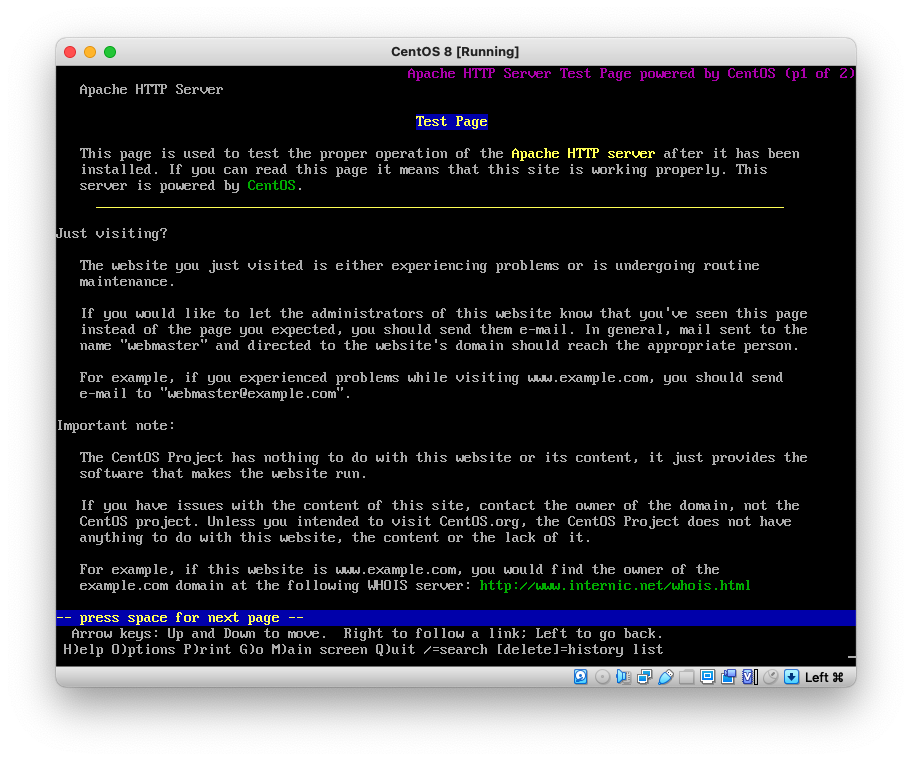 CentOS 8 [Running]
Apache HTTP Server Test Page powered by CentOS (p1 of 2)
Apache HTTP Server
Test Page
This page is used to test the proper operation of the Apache HTTP server after it has been
installed. If you can read this page it means that this site is working properly. This
server is powered by CentOS.
Just visiting?
The website you just visited is either experiencing problems or is undergoing routine
maintenance.
If you would like to let the administrators of this website know that you've seen this page
instead of the page you expected, you should send them e-mail. In general, mail sent to the
name "webmaster" and directed to the website's domain should reach the appropriate person.
For example, if you experienced problems while visiting www.example.com, you should send
e-mail to "webmaster@example.com".
Important note:
The CentOS Project has nothing to do with this website or its content, it just provides the
software that makes the website run.
If you have issues with the content of this site, contact the owner of the domain, not the
CentOS project. Unless you intended to visit CentOS.org, the CentOS Project does not have
anything to do with this website, the content or the lack of it.
For example, if this website is www.example.com, you would find the owner of the
example.com domain at the following WHOIS server: http://www.internic.net/whois.html
-- press space for next page --
Arrow keys: Up and Down to move.  Right to follow a link; Left to go back.
H)elp O)ptions P)rint G)o M)ain screen Q)uit /=search [delete]=history list
Left ⌘